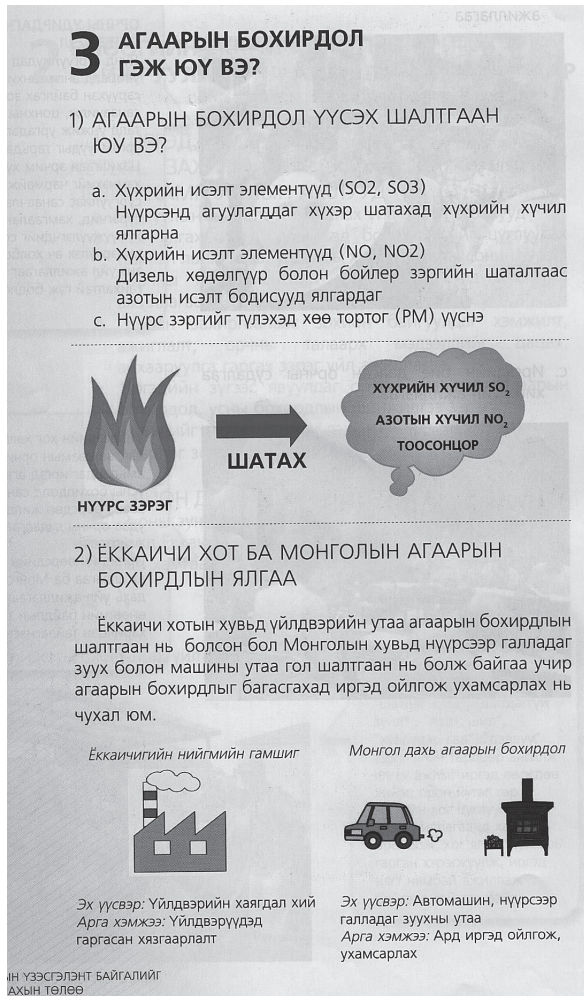 3 АГААРЫН БОХИРДОЛ
ГЭЖ ЮУ ВЭ?
1) АГААРЫН БОХИРДОЛ ҮҮСЭХ ШАЛТГААН
ЮУ ВЭ?
a. Хүхрийн исэлт элементүүд (SO2, SO3)
Нүүрсэнд агуулагддаг хүхэр шатахад хүхрийн хүчил
ялгарна
b. Хүхрийн исэлт элементүүд (NO, NO2)
Дизель хөдөлгүүр болон бойлер зэргийн шаталтаас
азотын исэлт бодисууд ялгардаг
c. Нүүрс зэргийг түлэхэд хөө тортог (PM) үүснэ
ХҮХРИЙН ХҮЧИЛ SO2
АЗОТЫН ХҮЧИЛ NO2
ТООСОНЦОР
ШАТАХ
НҮҮРС ЗЭРЭГ
2) ЁККАИЧИ ХОТ БА МОНГОЛЫН АГААРЫН
БОХИРДЛЫН ЯЛГАА
Ёккаичи хотын хувьд үйлдвэрийн утаа агаарын бохирдлын
шалтгаан нь болсон бол Монголын хувьд нүүрсээр галладаг
зуух болон машины утаа гол шалтгаан нь болж байгаа учир
агаарын бохирдлыг багасгахад иргэд ойлгож ухамсарлах нь
чухал юм.
Ёккаичигийн нийгмийн гамшиг
Монгол дахь агаарын бохирдол
Эх үүсвэр: Үйлдвэрийн хаягдал хий
Арга хэмжээ: Үйлдвэрүүдэд
гаргасан хязгаарлалт
Эх үүсвэр: Автомашин, нүүрсээр
галладаг зуухны утаа
Арга хэмжээ: Ард иргэд ойлгож,
ухамсарлах
ЫН ҮЗЭСГЭЛЭНТ БАЙГАЛИЙГ
АХЫН ТӨЛӨӨ